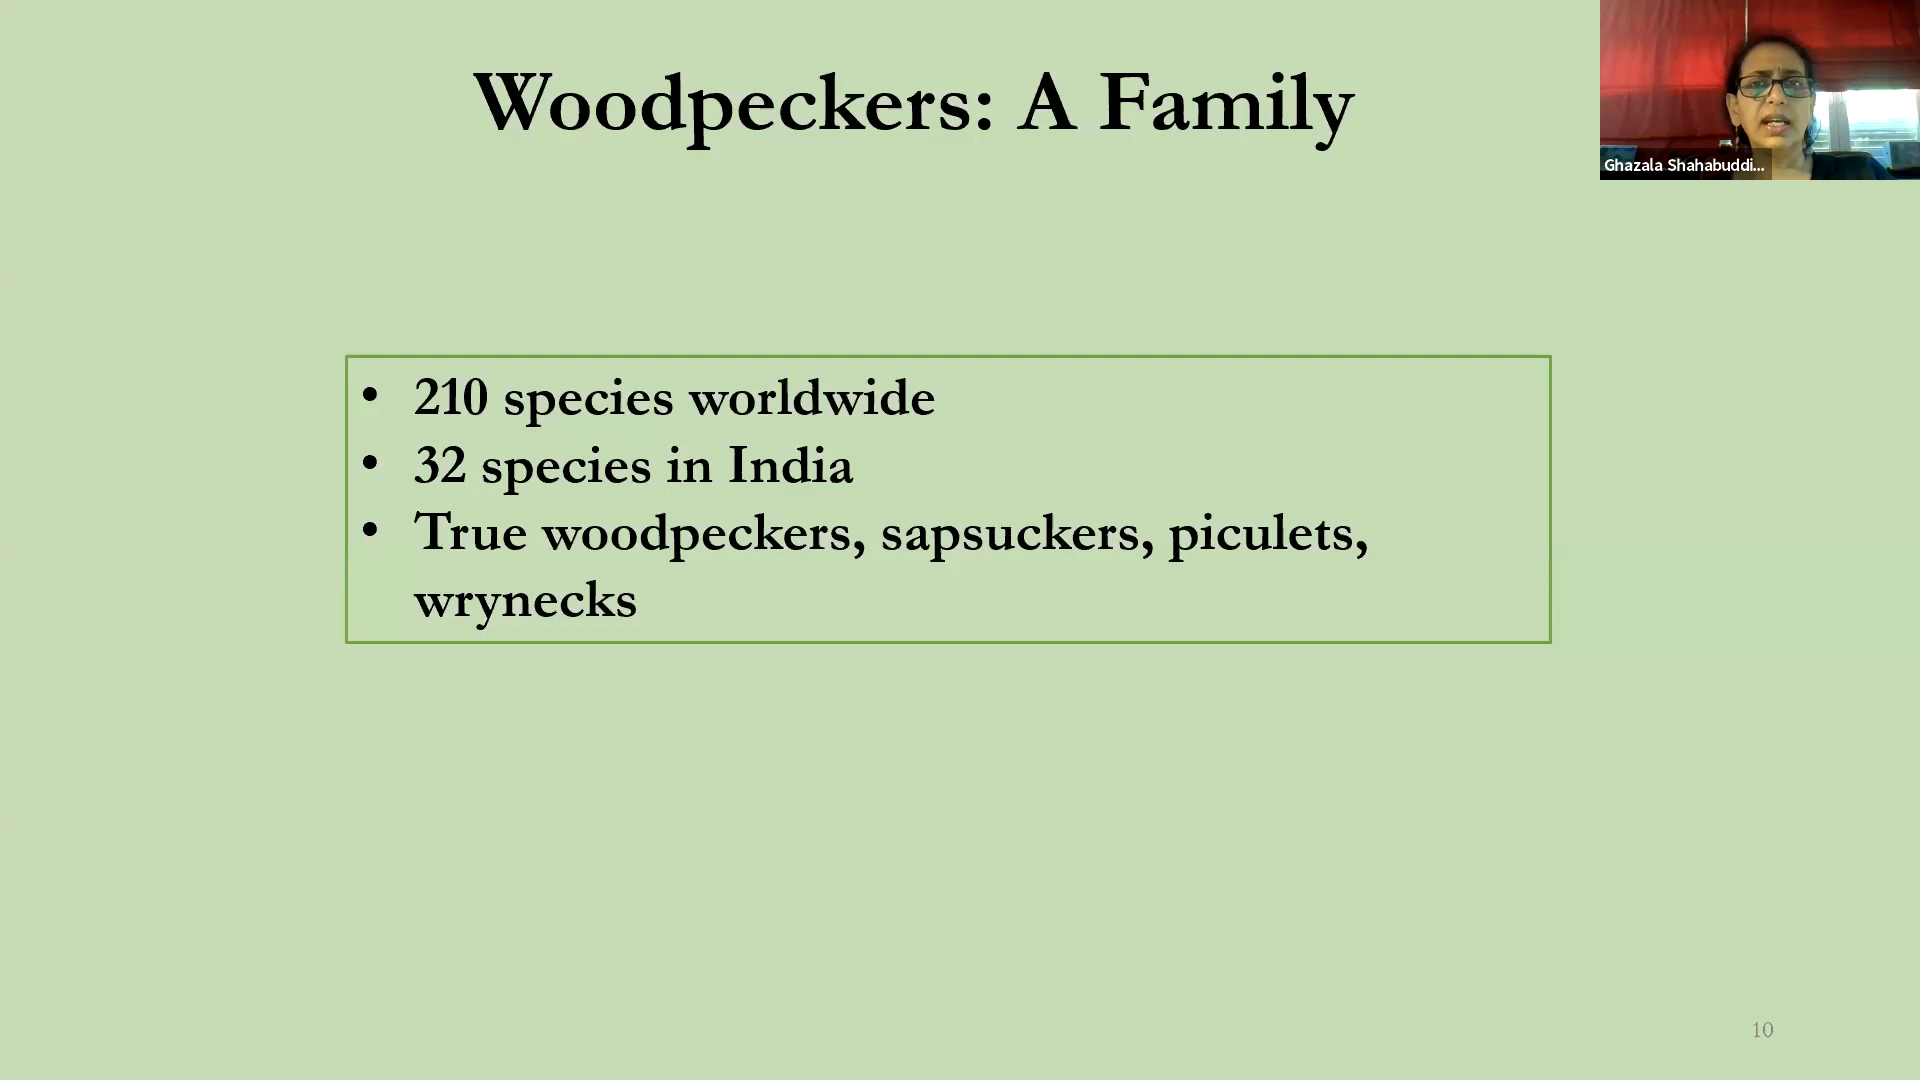 Woodpeckers: A Family
Ghazala Shahabuddi...
• 210 species worldwide
• 32 species in India
• True woodpeckers, sapsuckers, piculets,
wrynecks
10